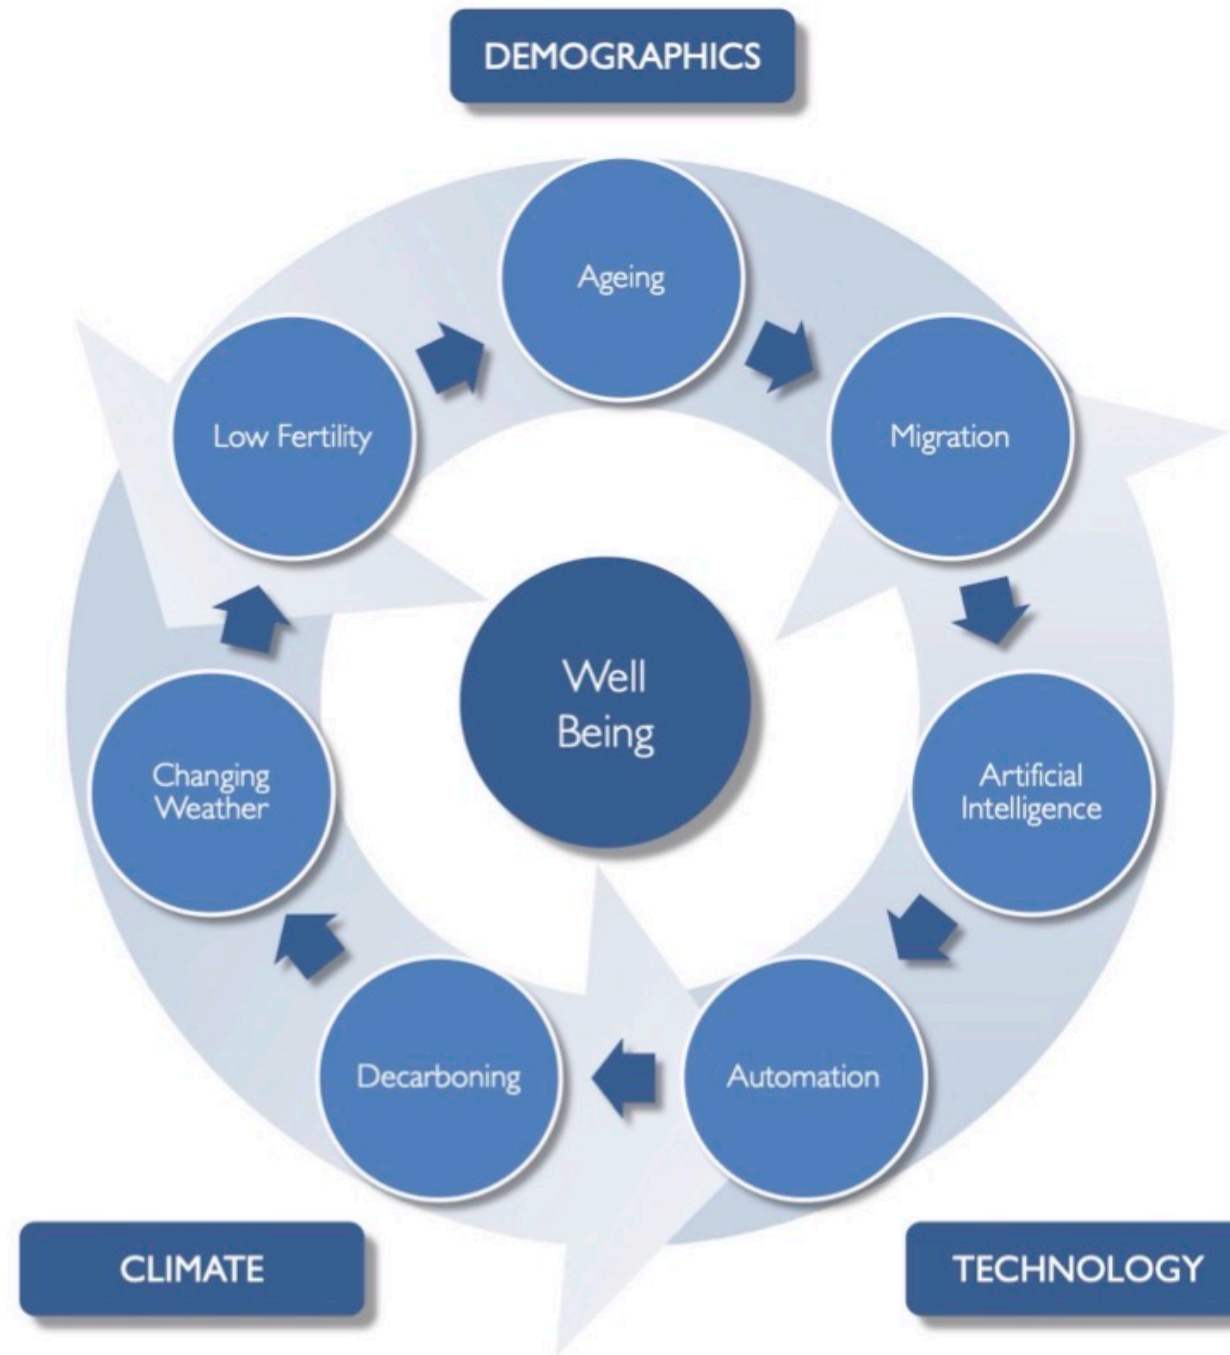 DEMOGRAPHICS
Ageing
Low Fertility
Migration
Well
Being
Changing
Weather
Artificial
Intelligence
Decarboning
Automation
CLIMATE
TECHNOLOGY